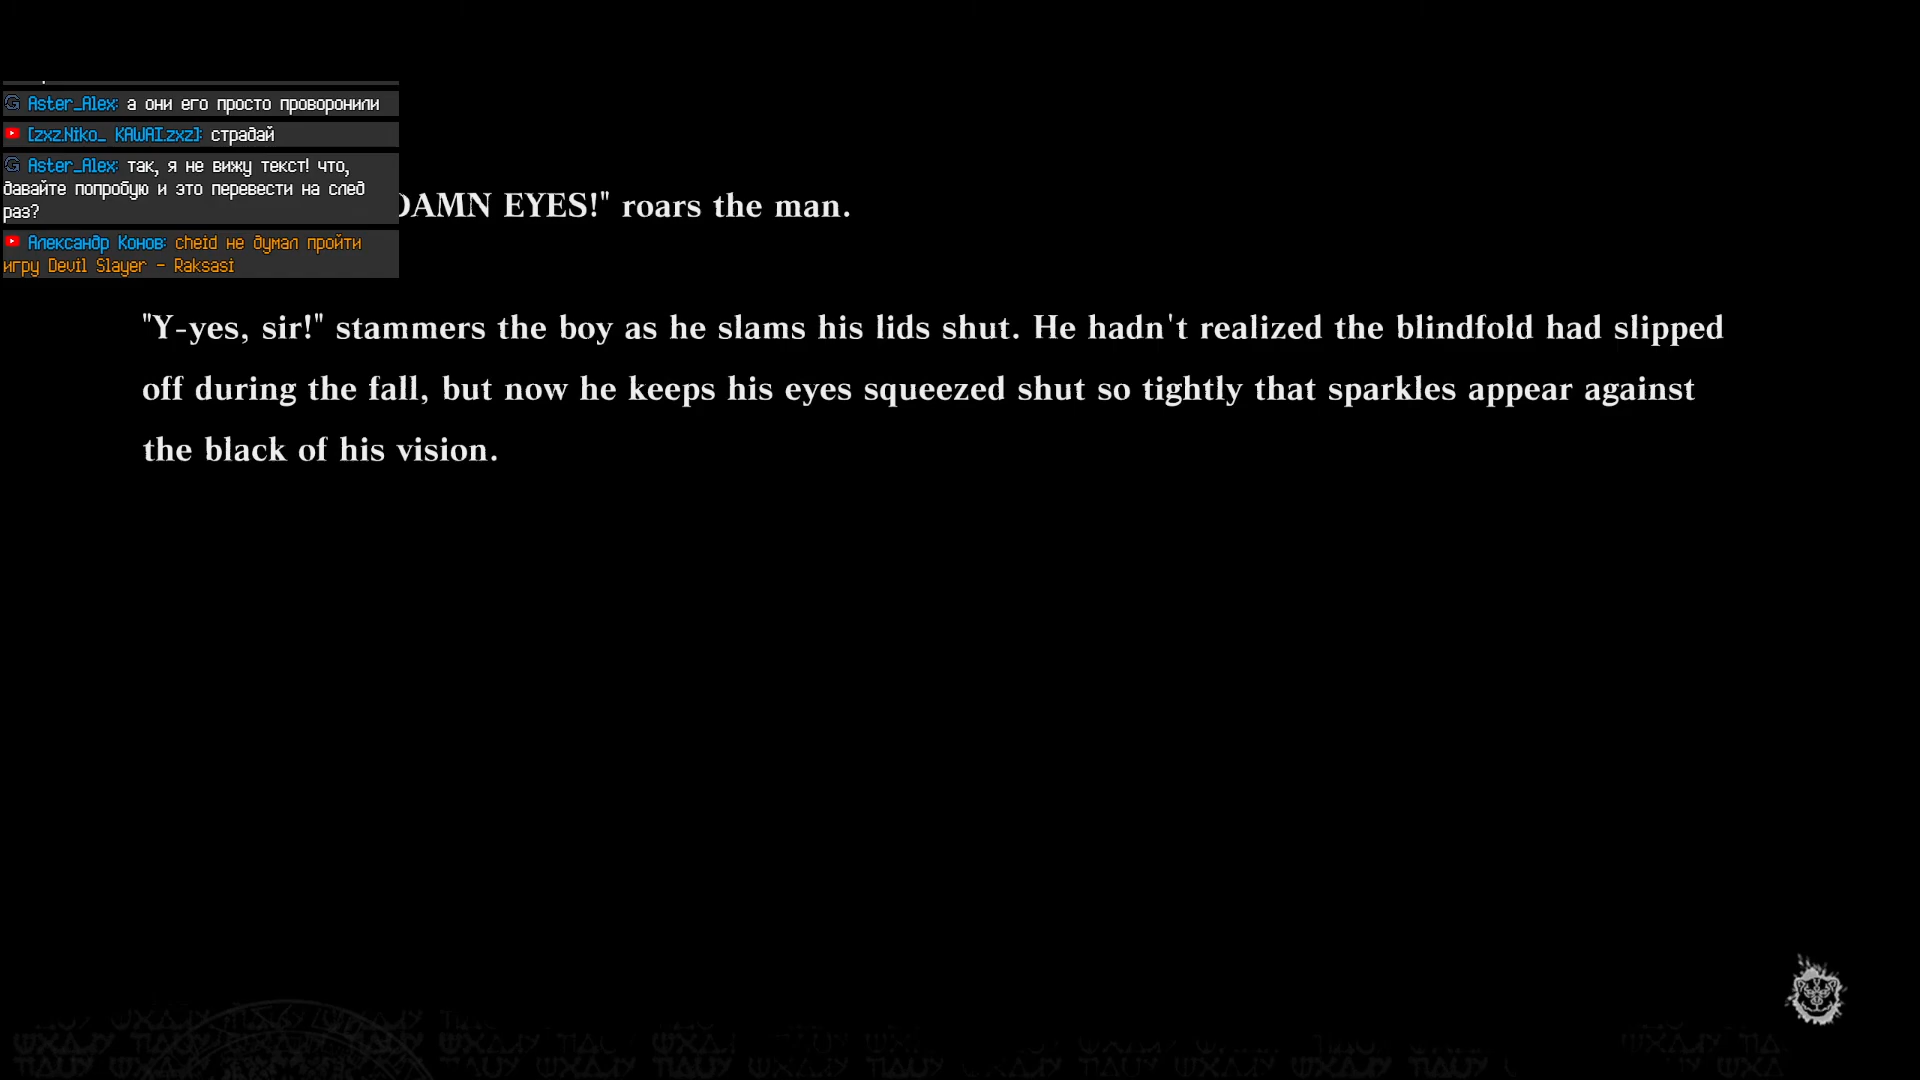 Aster_Alex: а они его просто проворонили
[zxz.Niko_ KAWAI.zxz]: страдай
Aster_Alex: так, я не вижу текст! что,
давайте попробую и это перевести на след
раз?
DAMN EYES!" roars the man.
Александр Конов: cheid не думал пройти
игру Devil Slayer - Raksasi
"Y-yes, sir!" stammers the boy as he slams his lids shut. He hadn't realized the blindfold had slipped
off during the fall, but now he keeps his eyes squeezed shut so tightly that sparkles appear against
the black of his vision.